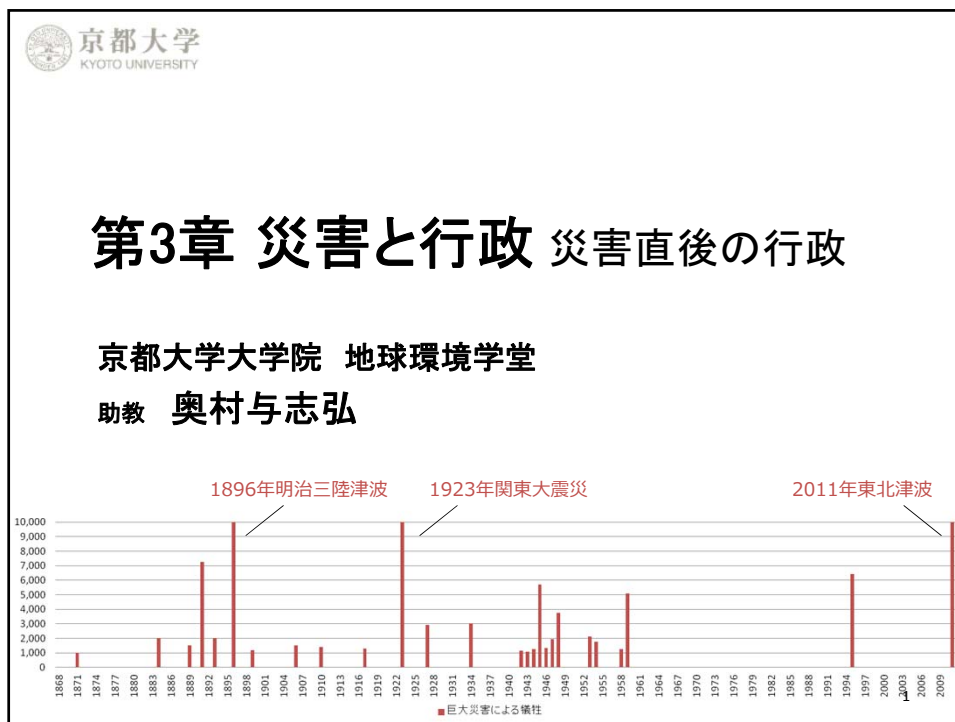 京都大学
KYOTO UNIVERSITY
第3章 災害と行政 災害直後の行政
京都大学大学院 地球環境学堂
助教 奥村与志弘
1896年明治三陸津波 1923年関東大震災 2011年東北津波
10,000
9,000
8,000
7,000
6,000
5,000
4,000
3,000
2,000
1,000
0
1868 1871 1874 1877 1880 1883 1886 1889 1892 1895 1898 1901 1904 1907 1910 1913 1916 1919 1922 1925 1928 1931 1934 1937 1940 1943 1946 1949 1952 1955 1958 1961 1964 1967 1970 1973 1976 1979 1982 1985 1988 1991 1994 1997 2000 2003 2006 2009
1
巨大災害による犠牲